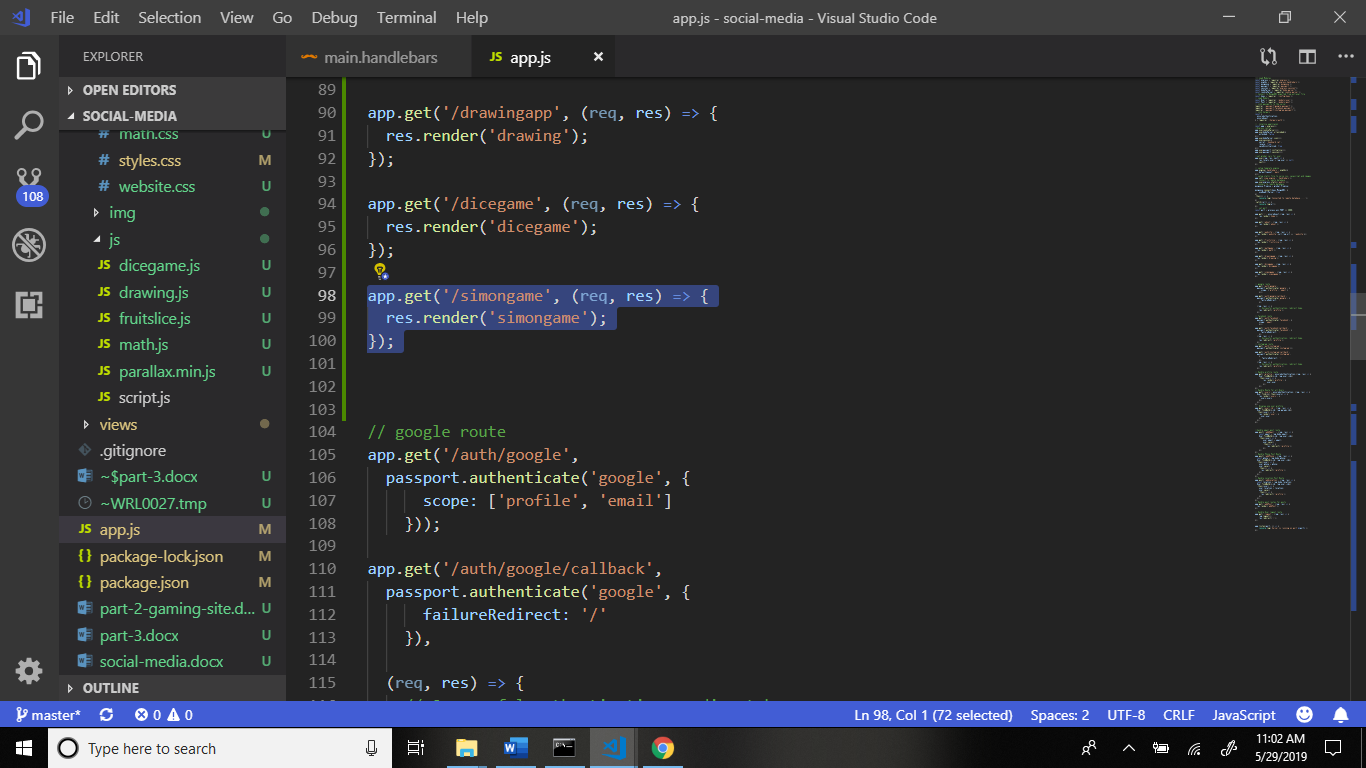 File Edit Selection View Go Debug Terminal Help
app.js - social-media - Visual Studio Code
EXPLORER
main.handlebars
JS app.js
OPEN EDITORS
SOCIAL-MEDIA
# math.css U
# styles.css M
# website.css U
img
js
JS dicegame.js U
JS drawing.js U
JS fruitslice.js U
JS math.js U
JS parallax.min.js U
JS script.js
views
.gitignore
~$part-3.docx U
~WRL0027.tmp U
JS app.js M
{} package-lock.json M
{} package.json M
part-2-gaming-site.d... U
part-3.docx U
social-media.docx U
OUTLINE
108
89
90 app.get('/drawingapp', (req, res) => {
91 res.render('drawing');
92 });
93
94 app.get('/dicegame', (req, res) => {
95 res.render('dicegame');
96 });
97
98 app.get('/simongame', (req, res) => {
99 res.render('simongame');
100 });
101
102
103
104 // google route
105 app.get('/auth/google',
106 passport.authenticate('google', {
107 scope: ['profile', 'email']
108 }));
109
110 app.get('/auth/google/callback',
111 passport.authenticate('google', {
112 failureRedirect: '/'
113 }),
114
115 (req, res) => {
master* 0 0
Ln 98, Col 1 (72 selected) Spaces: 2 UTF-8 CRLF JavaScript
Type here to search
11:02 AM
5/29/2019